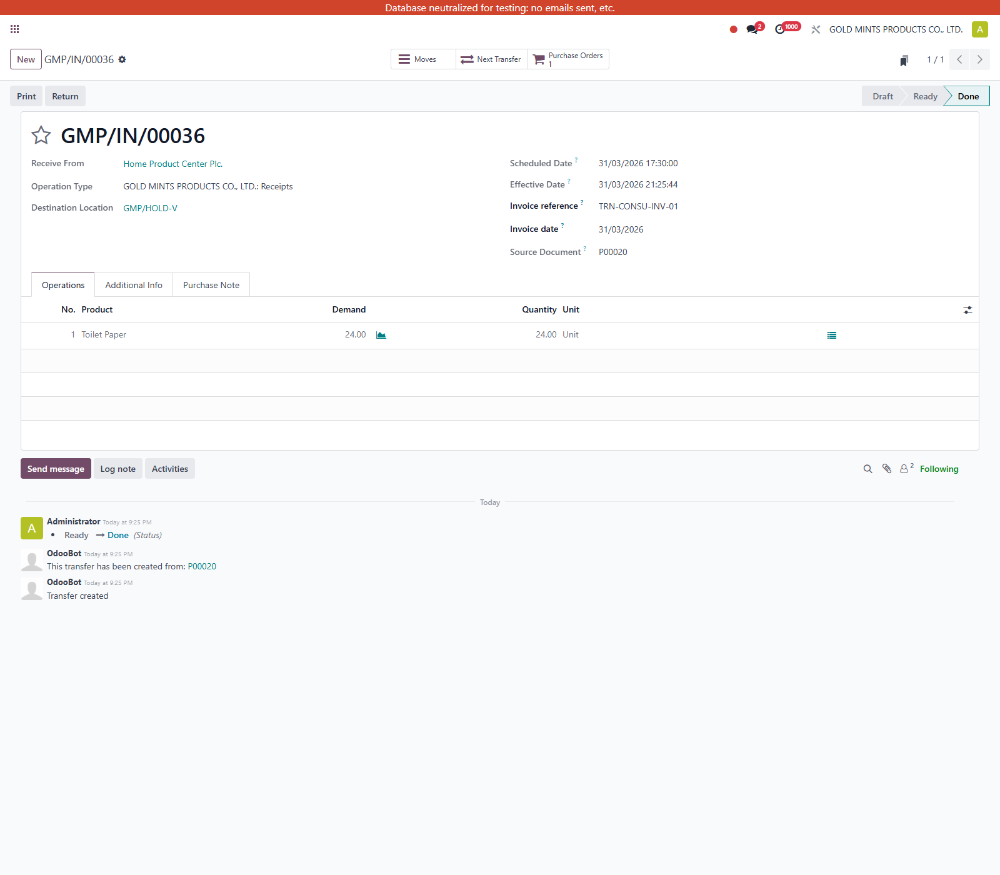 Database neutralized for testing: no emails sent, etc.
2
1000
GOLD MINTS PRODUCTS CO., LTD.
A
New
GMP/IN/00036
Moves
Next Transfer
Purchase Orders
1
1 / 1
Print
Return
Draft
Ready
Done
GMP/IN/00036
Receive From
Home Product Center Plc.
Operation Type
GOLD MINTS PRODUCTS CO., LTD.: Receipts
Destination Location
GMP/HOLD-V
Scheduled Date ?
31/03/2026 17:30:00
Effective Date ?
31/03/2026 21:25:44
Invoice reference ?
TRN-CONSU-INV-01
Invoice date ?
31/03/2026
Source Document ?
P00020
Operations
Additional Info
Purchase Note
No. Product Demand Quantity Unit
1 Toilet Paper 24.00 24.00 Unit
Send message
Log note
Activities
2
Following
Today
A
Administrator Today at 9:25 PM
• Ready → Done (Status)
OdooBot Today at 9:25 PM
This transfer has been created from: P00020
OdooBot Today at 9:25 PM
Transfer created